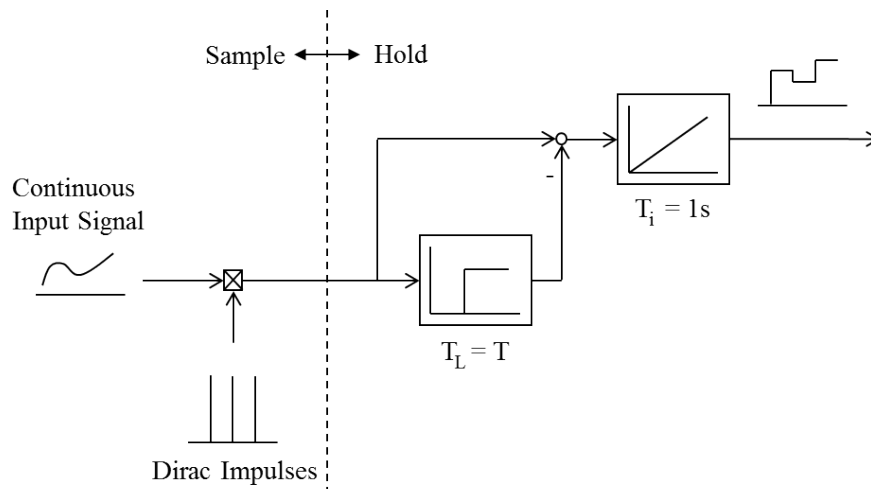 Sample Hold
Continuous
Input Signal
-
T_i = 1s
T_L = T
Dirac Impulses